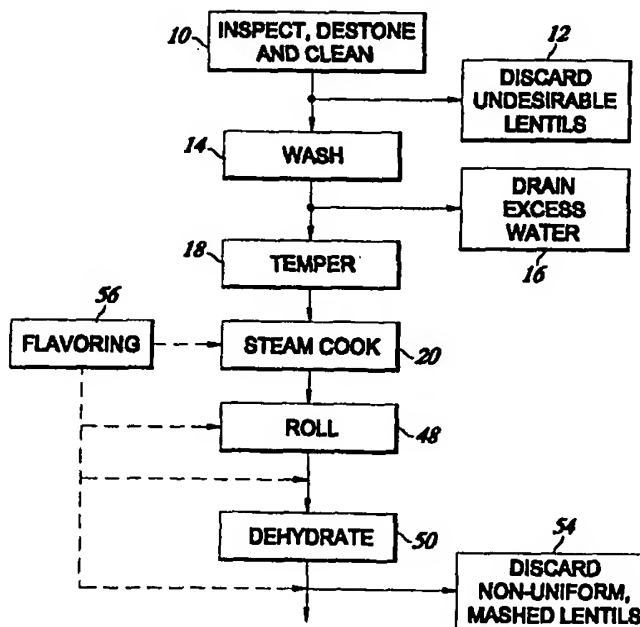 10
INSPECT, DESTONE
AND CLEAN
12
DISCARD
UNDESIRABLE
LENTILS
14
WASH
DRAIN
EXCESS
WATER
16
18
TEMPER
56
FLAVORING
STEAM COOK
20
ROLL
48
DEHYDRATE
50
54
DISCARD
NON-UNIFORM,
MASHED LENTILS